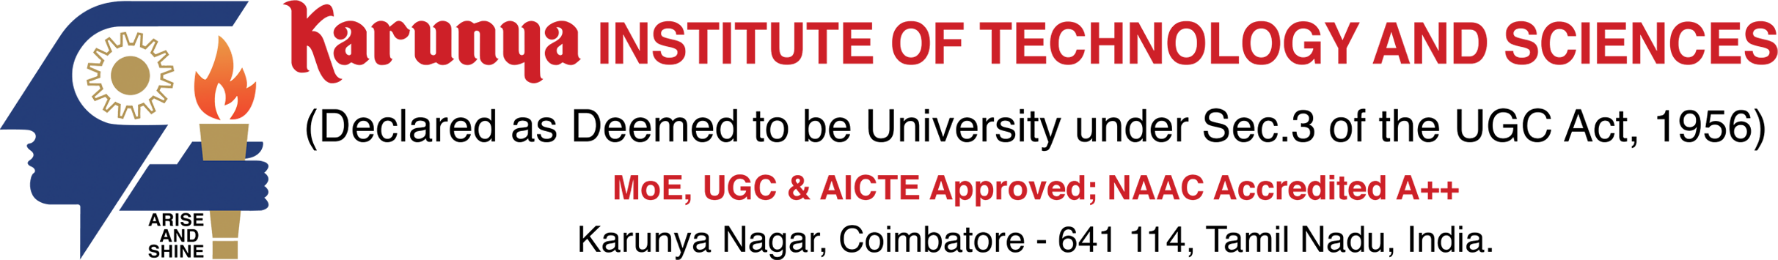 Karunya INSTITUTE OF TECHNOLOGY AND SCIENCES
(Declared as Deemed to be University under Sec.3 of the UGC Act, 1956)
MoE, UGC & AICTE Approved; NAAC Accredited A++
Karunya Nagar, Coimbatore - 641 114, Tamil Nadu, India.
ARISE
AND
SHINE